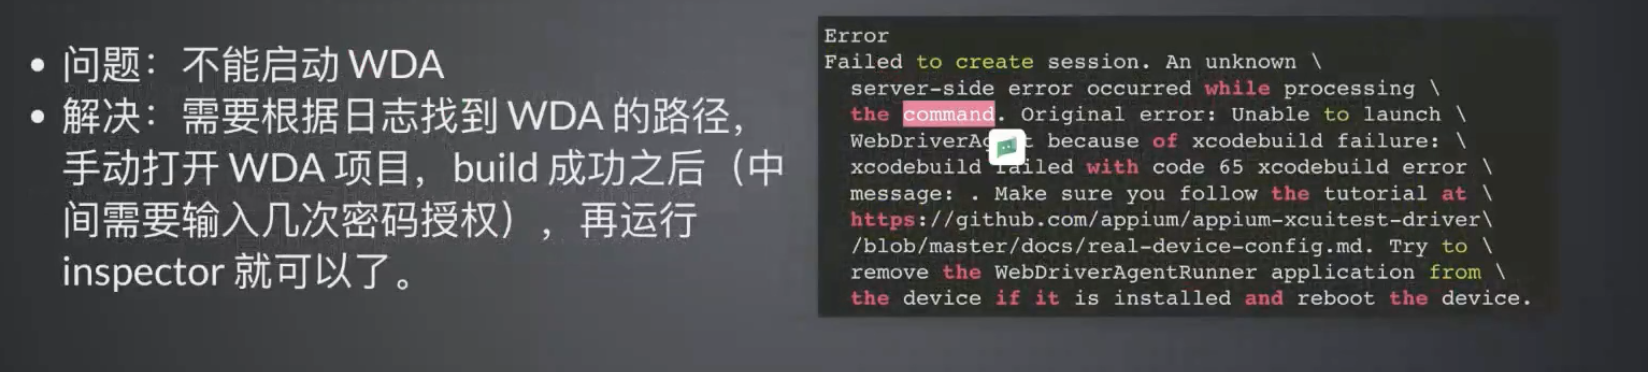 • 问题：不能启动 WDA
• 解决：需要根据日志找到 WDA 的路径，
手动打开 WDA 项目，build 成功之后（中
间需要输入几次密码授权），再运行
inspector 就可以了。
Error
Failed to create session. An unknown \
server-side error occurred while processing \
the command. Original error: Unable to launch \
WebDriverAgent because of xcodebuild failure: \
xcodebuild failed with code 65 xcodebuild error \
message: . Make sure you follow the tutorial at \
https://github.com/appium/appium-xcuitest-driver\
/blob/master/docs/real-device-config.md. Try to \
remove the WebDriverAgentRunner application from \
the device if it is installed and reboot the device.